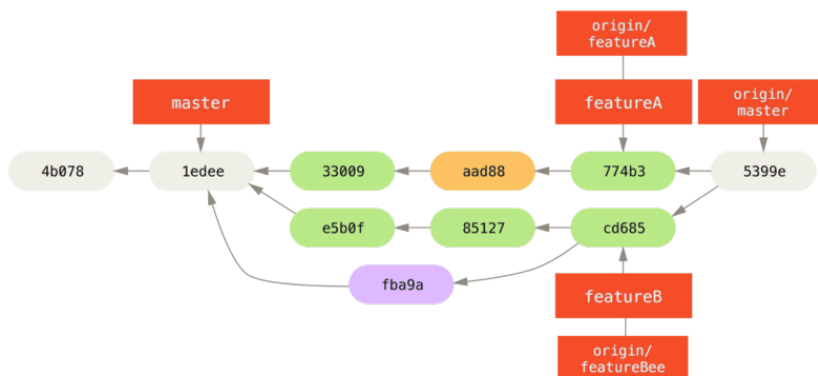 origin/
featureA
master
featureA
origin/
master
4b078
1edee
33009
aad88
774b3
5399e
e5b0f
85127
cd685
fba9a
featureB
origin/
featureBee